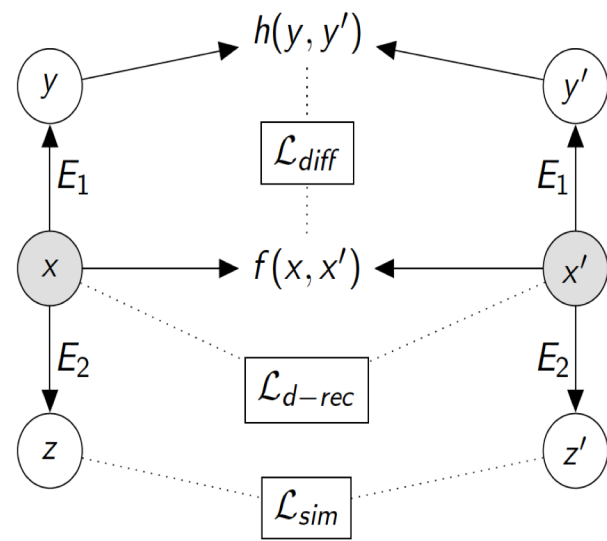 h(y, y′)
y
y′
ℒdiff
E₁
E₁
x
f(x, x′)
x′
E₂
E₂
ℒd−rec
z
z′
ℒsim